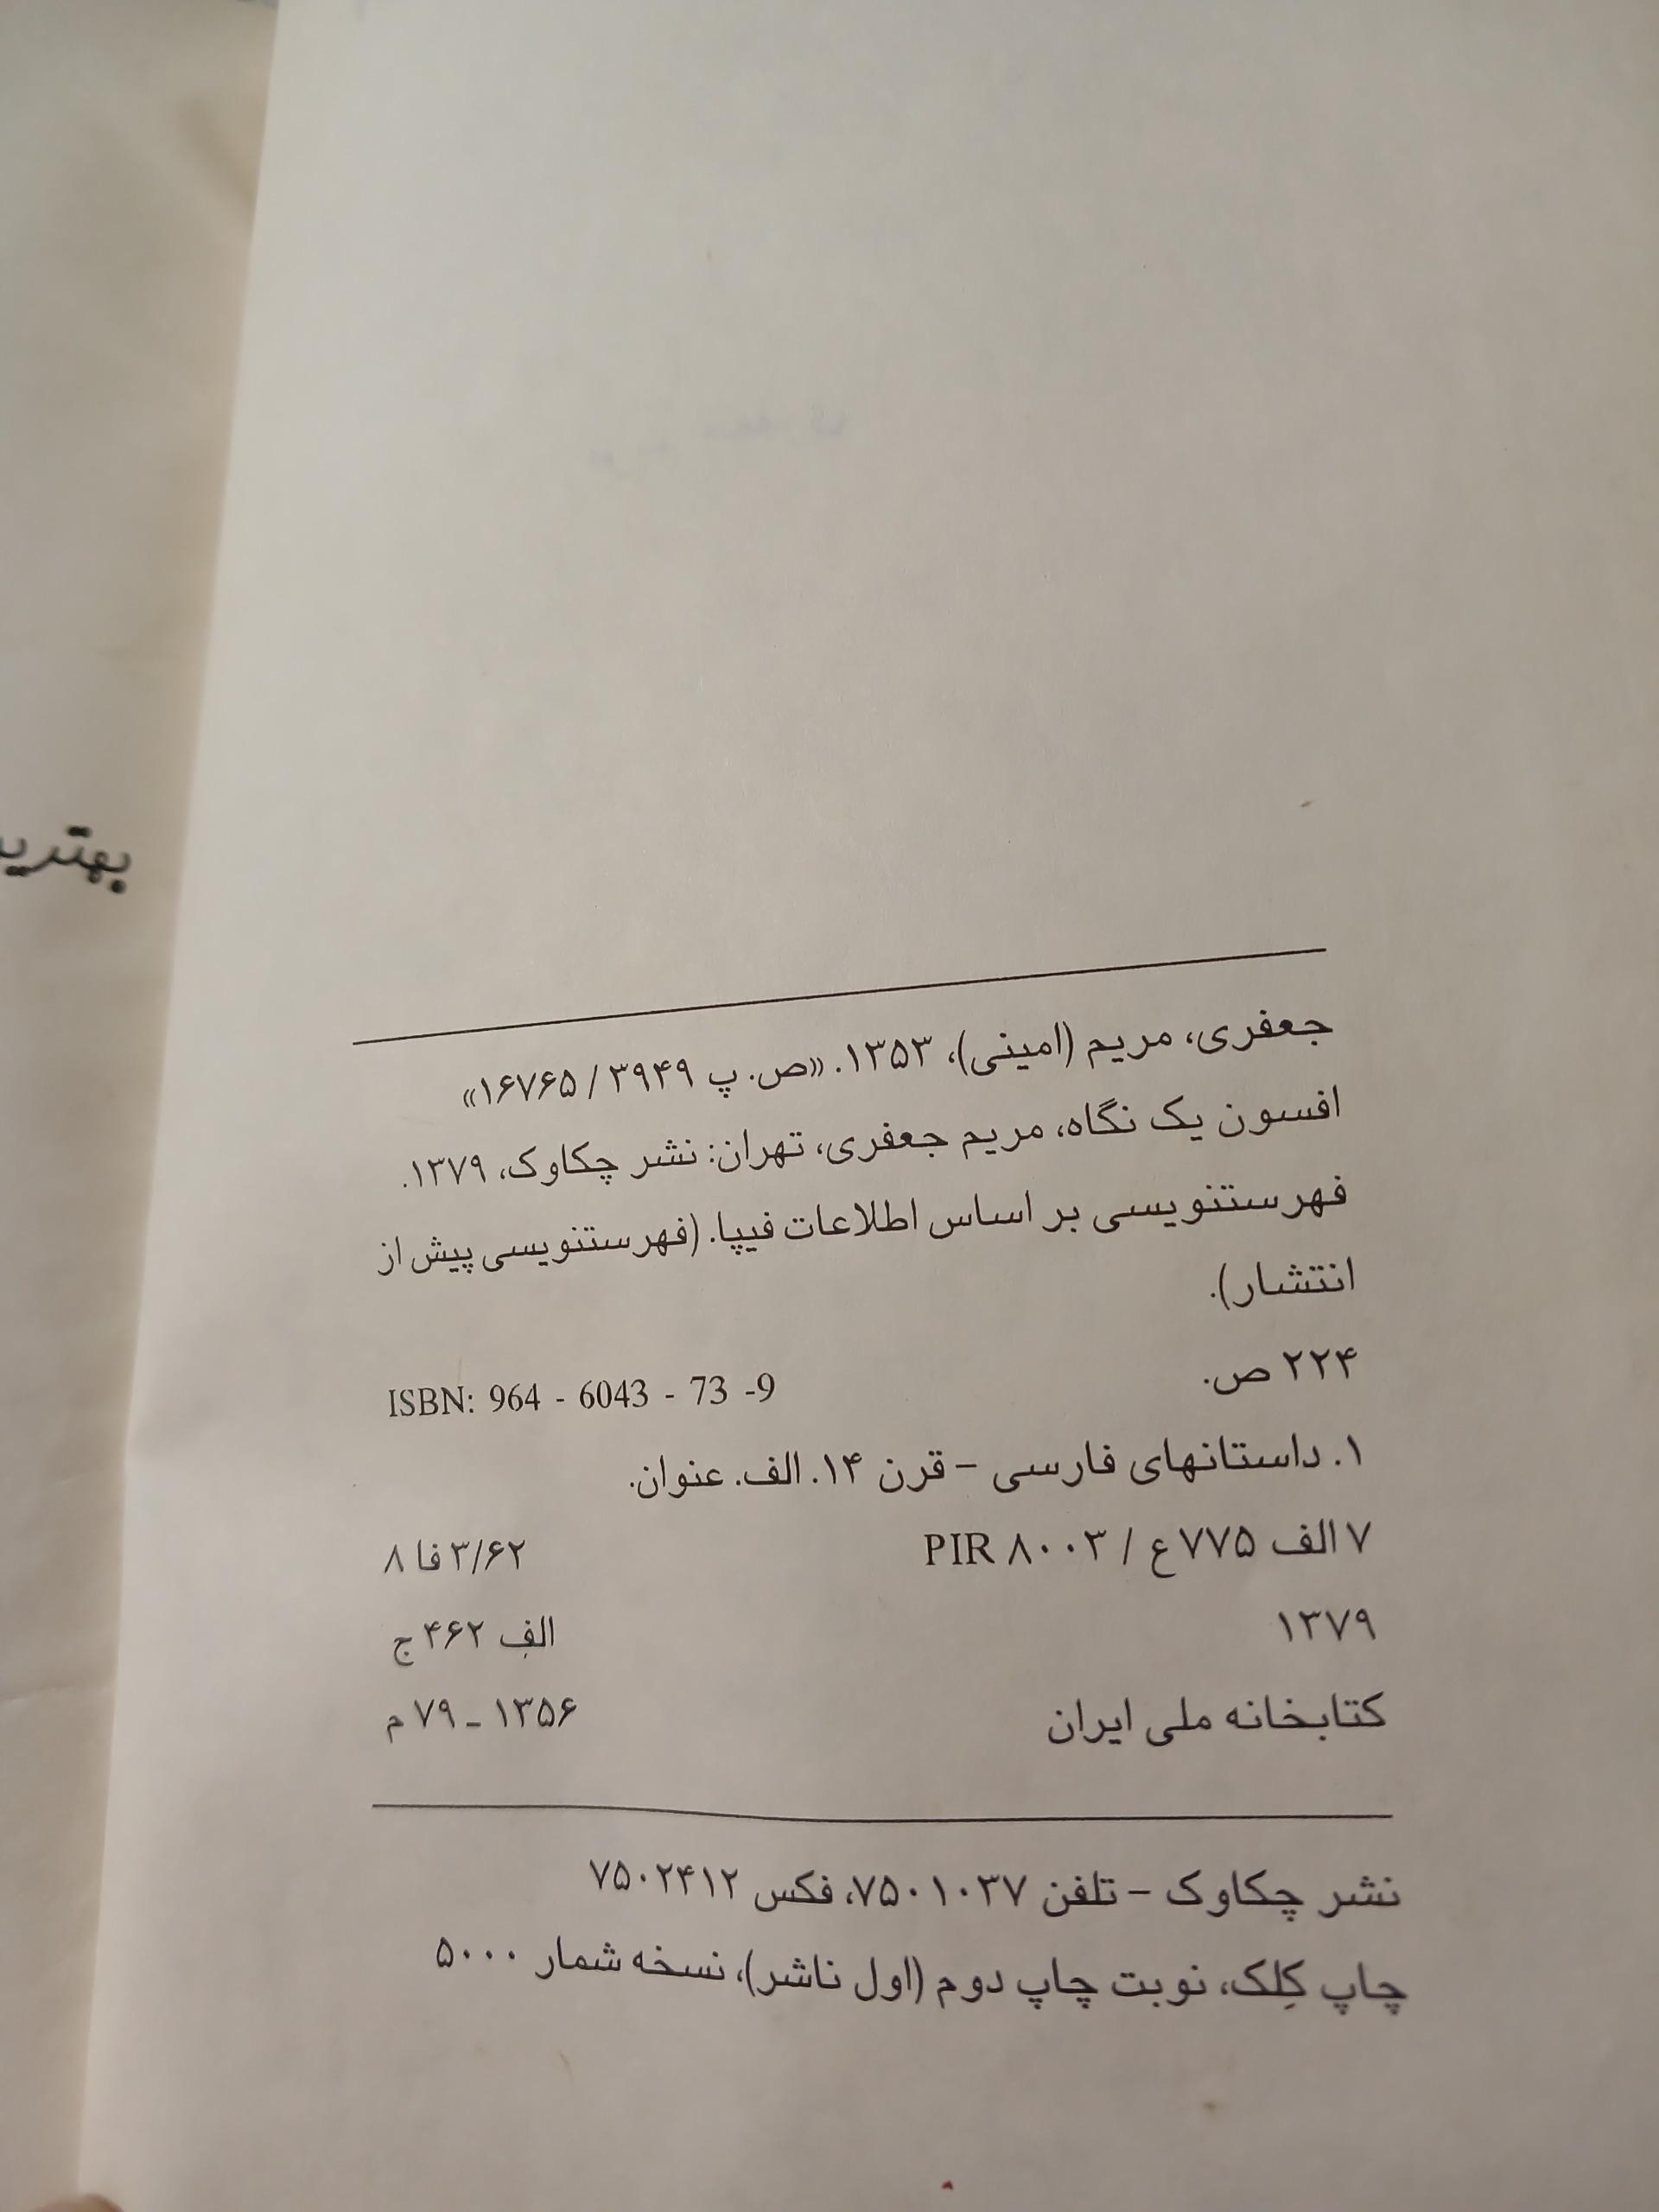 جعفری، مریم (امینی)، ۱۳۵۳. «ص. پ ۳۹۴۹ / ۱۶۷۶۵»
افسون یک نگاه، مریم جعفری، تهران: نشر چکاوک، ۱۳۷۹.
فهرستنویسی بر اساس اطلاعات فیپا. (فهرستنویسی پیش از
انتشار).
۲۲۴ ص. ISBN: 964 - 6043 - 73 -9
۱. داستانهای فارسی – قرن ۱۴. الف. عنوان.
۷ الف ۷۷۵ ع / PIR ۸۰۰۳ ۳/۶۲ فا ۸
۱۳۷۹ الف ۴۶۲ ج
کتابخانه ملی ایران ۱۳۵۶ ـ ۷۹ م
نشر چکاوک – تلفن ۷۵۰۱۰۳۷، فکس ۷۵۰۲۴۱۲
چاپ کِلک، نوبت چاپ دوم (اول ناشر)، نسخه شمار ۵۰۰۰